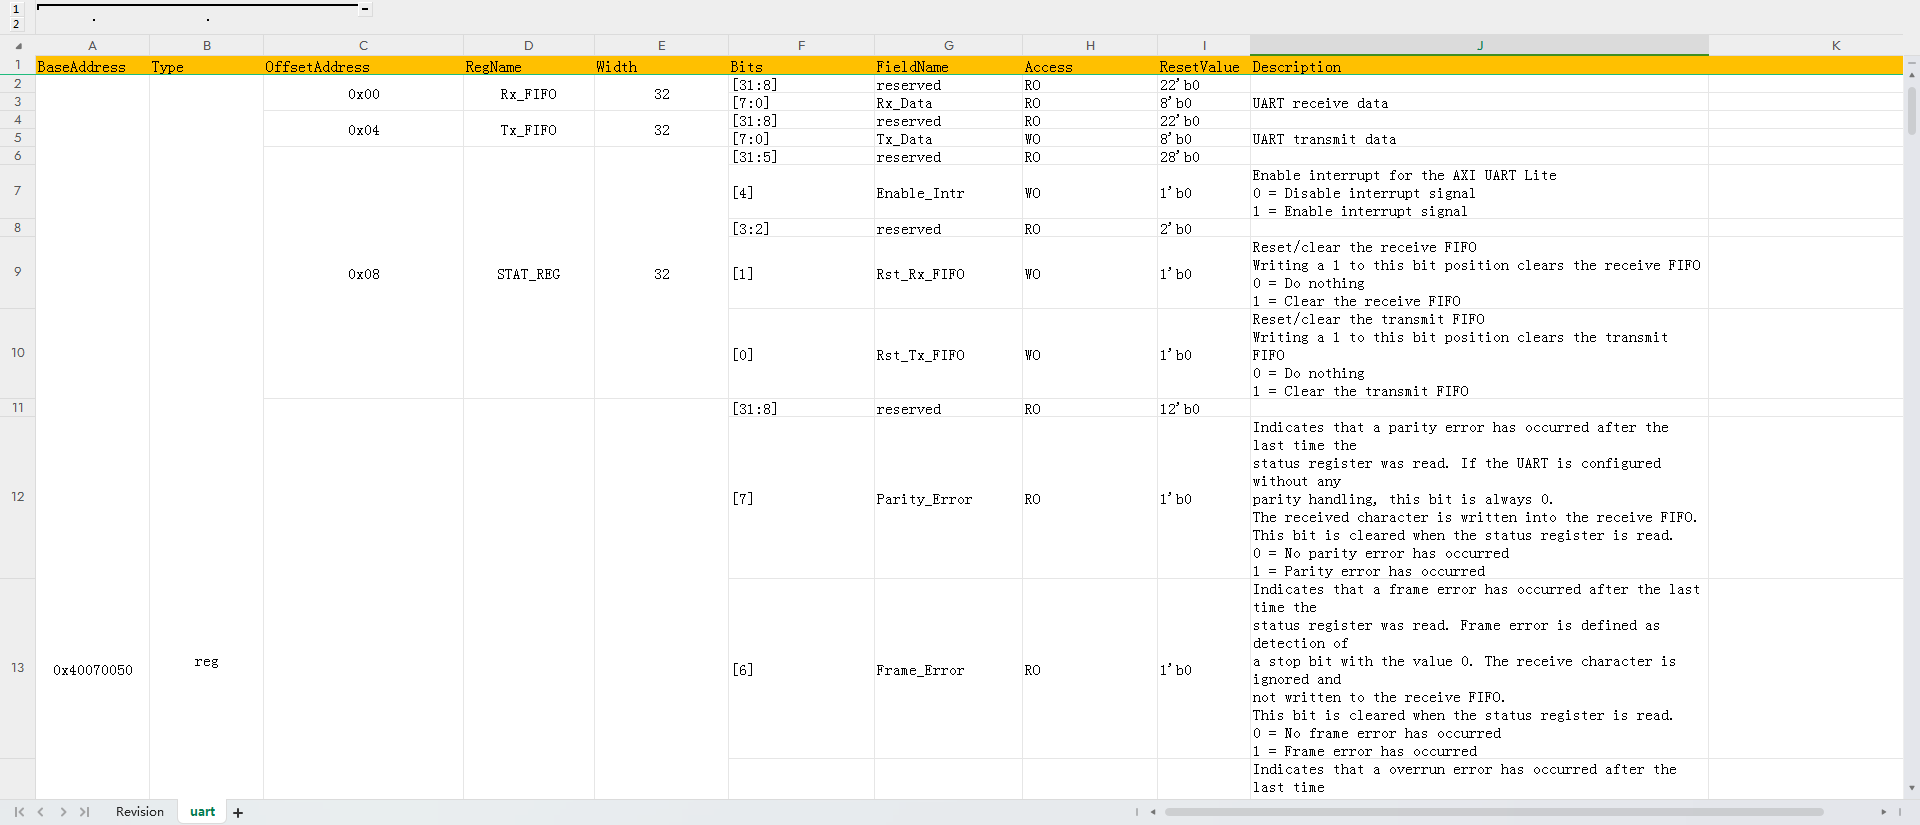 1
2
A B C D E F G H I J K
1 BaseAddress Type OffsetAddress RegName Width Bits FieldName Access ResetValue Description
2 [31:8] reserved RO 22'b0
0x00 Rx_FIFO 32
3 [7:0] Rx_Data RO 8'b0 UART receive data
4 [31:8] reserved RO 22'b0
0x04 Tx_FIFO 32
5 [7:0] Tx_Data WO 8'b0 UART transmit data
6 [31:5] reserved RO 28'b0
Enable interrupt for the AXI UART Lite
7 [4] Enable_Intr WO 1'b0 0 = Disable interrupt signal
1 = Enable interrupt signal
8 [3:2] reserved RO 2'b0
Reset/clear the receive FIFO
Writing a 1 to this bit position clears the receive FIFO
9 0x08 STAT_REG 32 [1] Rst_Rx_FIFO WO 1'b0 0 = Do nothing
1 = Clear the receive FIFO
Reset/clear the transmit FIFO
Writing a 1 to this bit position clears the transmit
10 [0] Rst_Tx_FIFO WO 1'b0 FIFO
0 = Do nothing
1 = Clear the transmit FIFO
11 [31:8] reserved RO 12'b0
Indicates that a parity error has occurred after the
last time the
status register was read. If the UART is configured
without any
12 [7] Parity_Error RO 1'b0 parity handling, this bit is always 0.
The received character is written into the receive FIFO.
This bit is cleared when the status register is read.
0 = No parity error has occurred
1 = Parity error has occurred
Indicates that a frame error has occurred after the last
time the
status register was read. Frame error is defined as
detection of
reg a stop bit with the value 0. The receive character is
13 0x40070050 [6] Frame_Error RO 1'b0 ignored and
not written to the receive FIFO.
This bit is cleared when the status register is read.
0 = No frame error has occurred
1 = Frame error has occurred
Indicates that a overrun error has occurred after the
last time
Revision uart